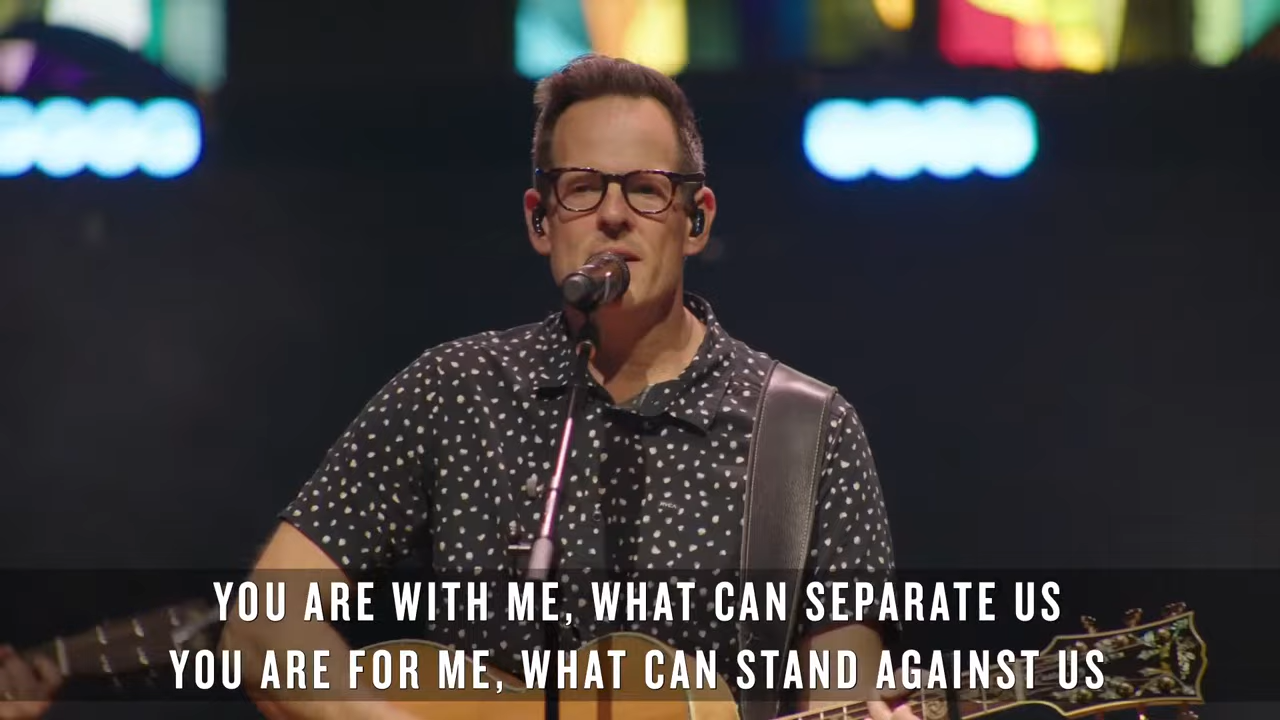 YOU ARE WITH ME, WHAT CAN SEPARATE US
YOU ARE FOR ME, WHAT CAN STAND AGAINST US